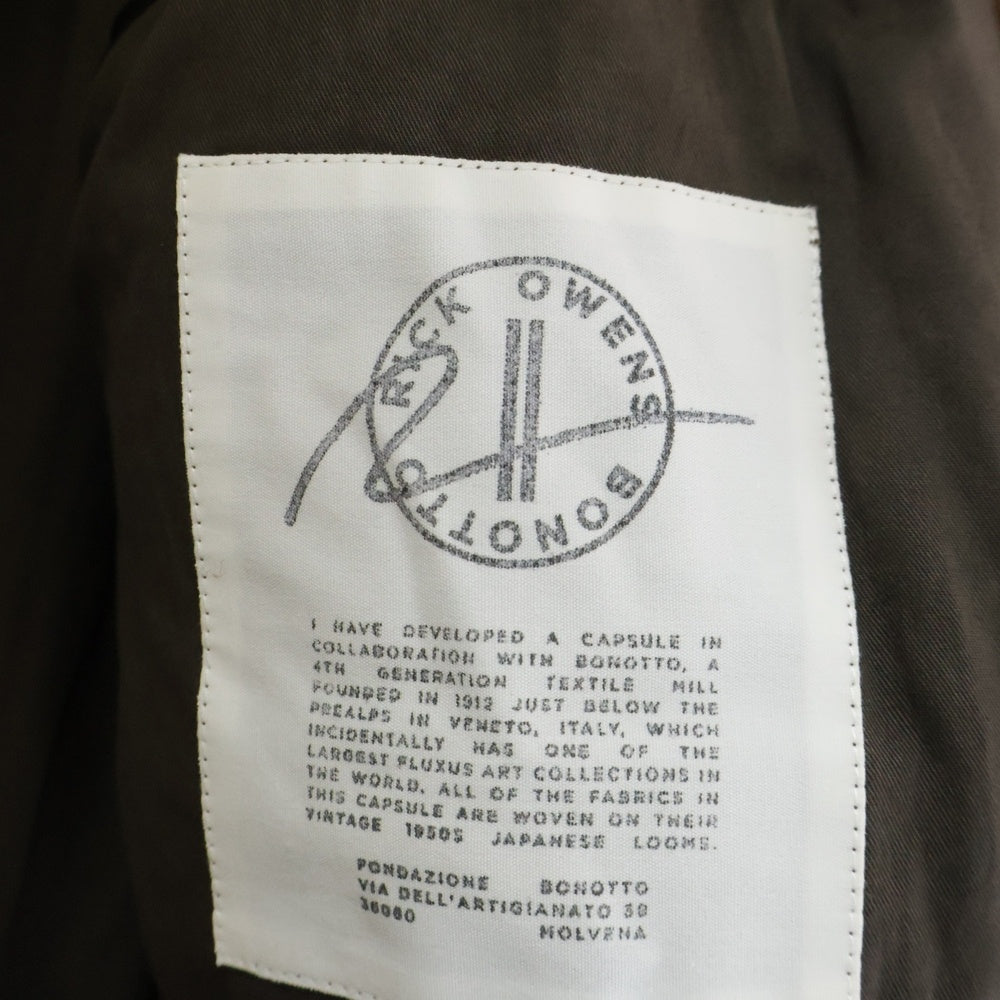 RICK OWENS
BONOTTO
I HAVE DEVELOPED A CAPSULE IN
COLLABORATION WITH BONOTTO, A
4TH GENERATION TEXTILE MILL
FOUNDED IN 1912 JUST BELOW THE
PREALPS IN VENETO, ITALY, WHICH
INCIDENTALLY HAS ONE OF THE
LARGEST FLUXUS ART COLLECTIONS IN
THE WORLD. ALL OF THE FABRICS IN
THIS CAPSULE ARE WOVEN ON THEIR
VINTAGE 1950S JAPANESE LOOMS.
FONDAZIONE BONOTTO
VIA DELL'ARTIGIANATO 39
36060
MOLVENA